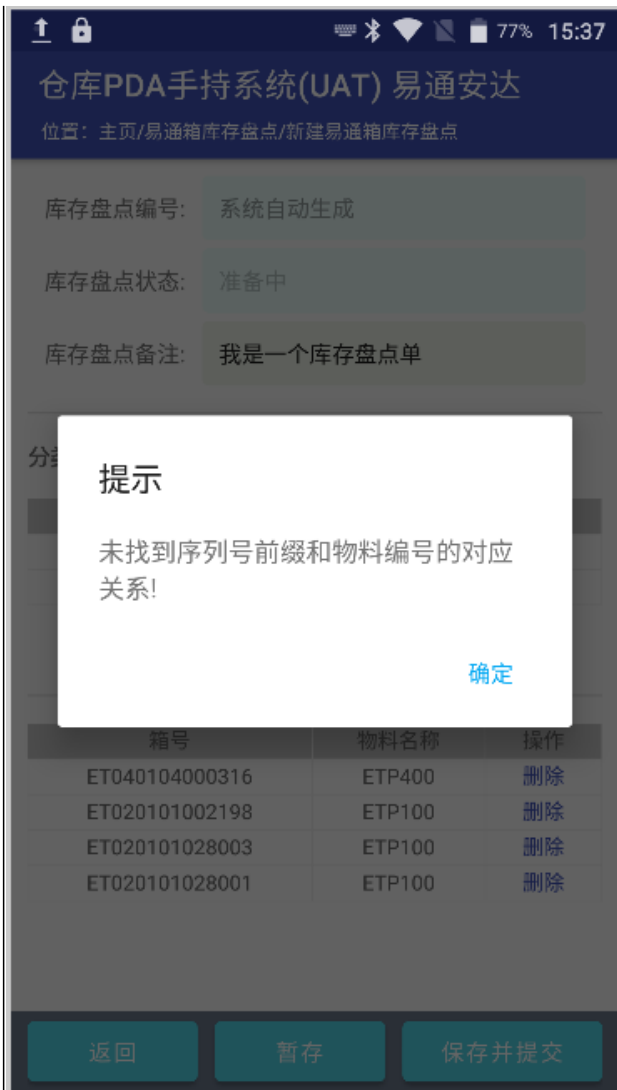 77% 15:37
仓库PDA手持系统(UAT) 易通安达
位置：主页/易通箱库存盘点/新建易通箱库存盘点
库存盘点编号: 系统自动生成
库存盘点状态: 准备中
库存盘点备注: 我是一个库存盘点单
提示
未找到序列号前缀和物料编号的对应
关系!
确定
箱号 物料名称 操作
ET040104000316 ETP400 删除
ET020101002198 ETP100 删除
ET020101028003 ETP100 删除
ET020101028001 ETP100 删除
返回 暂存 保存并提交